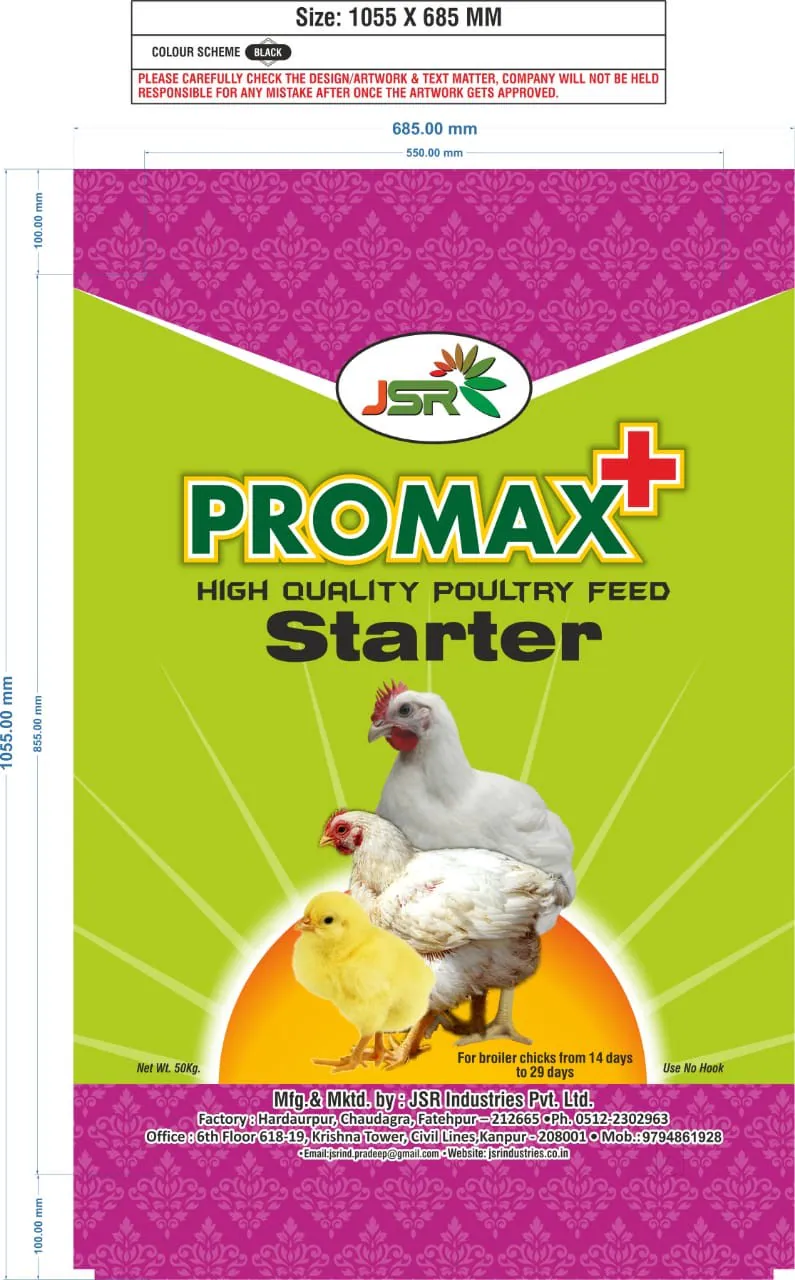 Size: 1055 X 685 MM
COLOUR SCHEME BLACK
PLEASE CAREFULLY CHECK THE DESIGN/ARTWORK & TEXT MATTER, COMPANY WILL NOT BE HELD
RESPONSIBLE FOR ANY MISTAKE AFTER ONCE THE ARTWORK GETS APPROVED.
685.00 mm
550.00 mm
100.00 mm
JSR
PROMAX+
HIGH QUALITY POULTRY FEED
Starter
1055.00 mm
855.00 mm
For broiler chicks from 14 days
to 29 days
Net Wt. 50Kg.
Use No Hook
Mfg.& Mktd. by : JSR Industries Pvt. Ltd.
Factory : Hardaurpur, Chaudagra, Fatehpur – 212665 •Ph. 0512-2302963
Office : 6th Floor 618-19, Krishna Tower, Civil Lines,Kanpur - 208001 • Mob.:9794861928
•Email:jsrind.pradeep@gmail.com •Website: jsrindustries.co.in
100.00 mm